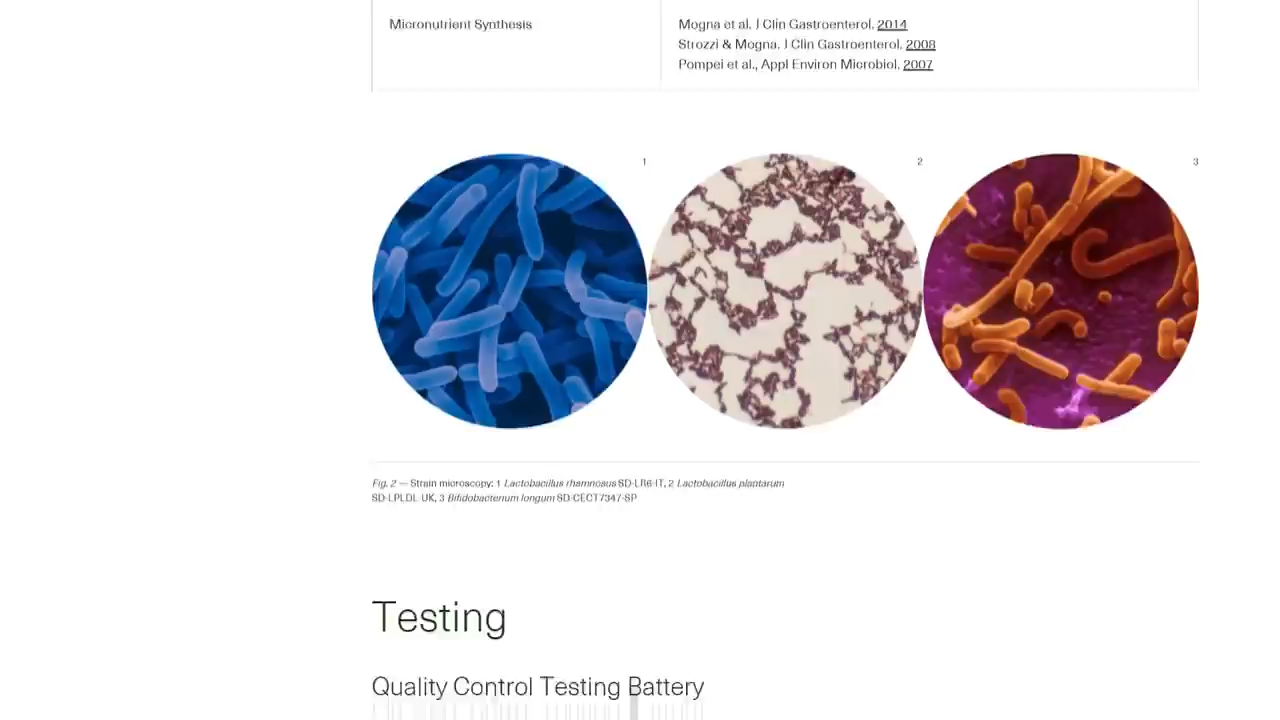 Micronutrient Synthesis
Mogna et al. J Clin Gastroenterol. 2014
Strozzi & Mogna. J Clin Gastroenterol. 2008
Pompei et al., Appl Environ Microbiol. 2007
1
2
3
Fig. 2 — Strain microscopy: 1 Lactobacillus rhamnosus SD-LR6-IT, 2 Lactobacillus plantarum
SD-LPLDL-UK, 3 Bifidobacterium longum SD-CECT7347-SP
Testing
Quality Control Testing Battery